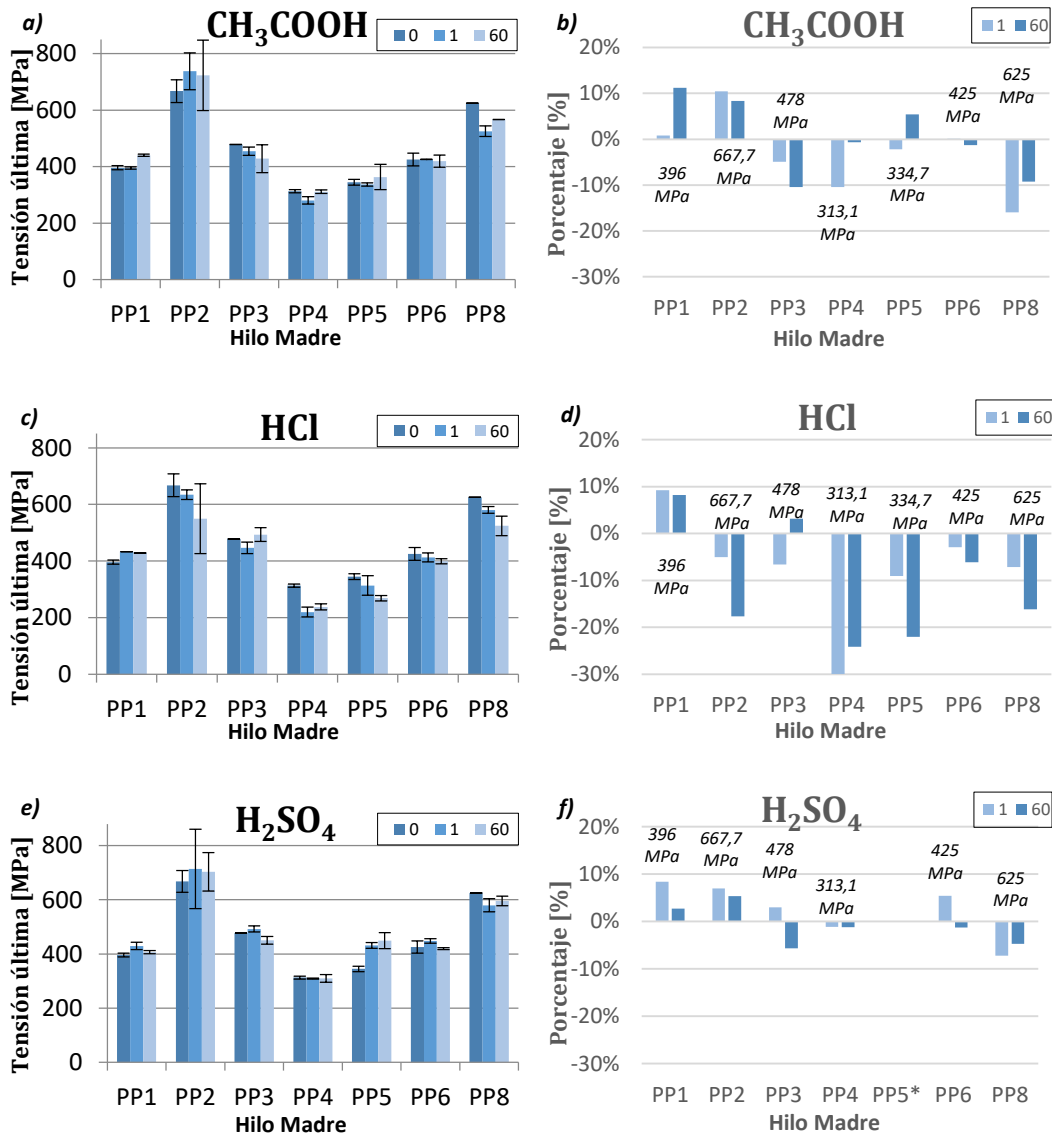 a)
CH₃COOH
0 1 60
Tensión última [MPa]
800
600
400
200
0
PP1 PP2 PP3 PP4 PP5 PP6 PP8
Hilo Madre
b)
CH₃COOH
1 60
Porcentaje [%]
20%
10%
0%
-10%
-20%
-30%
396
MPa
667,7
MPa
478
MPa
313,1
MPa
334,7
MPa
425
MPa
625
MPa
PP1 PP2 PP3 PP4 PP5 PP6 PP8
Hilo Madre
c)
HCl
0 1 60
Tensión última [MPa]
800
600
400
200
0
PP1 PP2 PP3 PP4 PP5 PP6 PP8
Hilo Madre
d)
HCl
1 60
Porcentaje [%]
20%
10%
0%
-10%
-20%
-30%
396
MPa
667,7
MPa
478
MPa
313,1
MPa
334,7
MPa
425
MPa
625
MPa
PP1 PP2 PP3 PP4 PP5 PP6 PP8
Hilo Madre
e)
H₂SO₄
0 1 60
Tensión última [MPa]
800
600
400
200
0
PP1 PP2 PP3 PP4 PP5 PP6 PP8
Hilo Madre
f)
H₂SO₄
1 60
Porcentaje [%]
20%
10%
0%
-10%
-20%
-30%
396
MPa
667,7
MPa
478
MPa
313,1
MPa
425
MPa
625
MPa
PP1 PP2 PP3 PP4 PP5* PP6 PP8
Hilo Madre